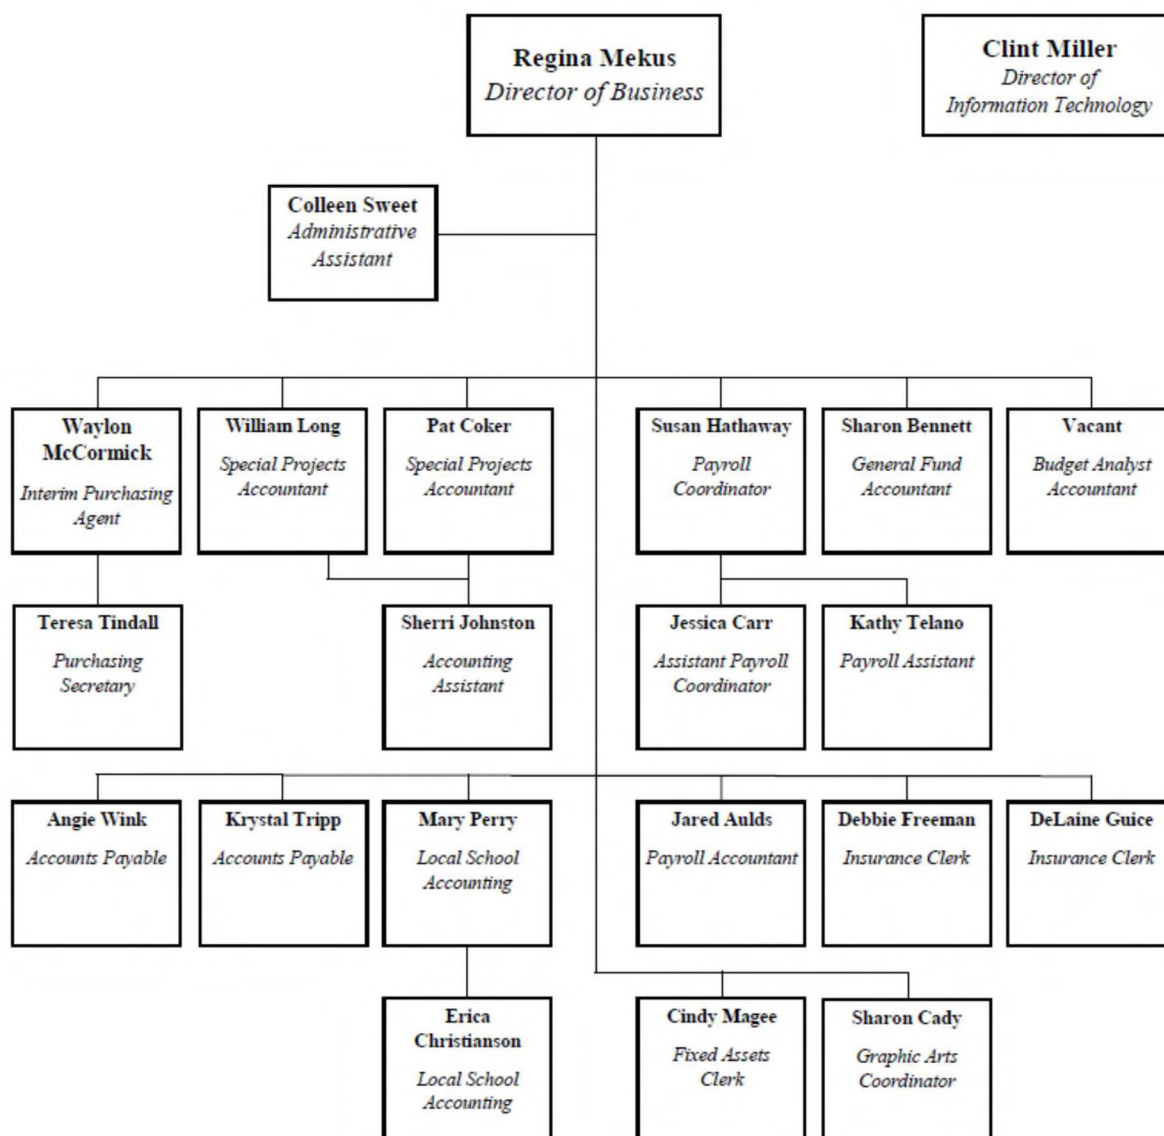 Regina Mekus
Director of Business
Clint Miller
Director of
Information Technology
Colleen Sweet
Administrative
Assistant
Waylon
McCormick
Interim Purchasing
Agent
William Long
Special Projects
Accountant
Pat Coker
Special Projects
Accountant
Susan Hathaway
Payroll
Coordinator
Sharon Bennett
General Fund
Accountant
Vacant
Budget Analyst
Accountant
Teresa Tindall
Purchasing
Secretary
Sherri Johnston
Accounting
Assistant
Jessica Carr
Assistant Payroll
Coordinator
Kathy Telano
Payroll Assistant
Angie Wink
Accounts Payable
Krystal Tripp
Accounts Payable
Mary Perry
Local School
Accounting
Jared Aulds
Payroll Accountant
Debbie Freeman
Insurance Clerk
DeLaine Guice
Insurance Clerk
Erica
Christianson
Local School
Accounting
Cindy Magee
Fixed Assets
Clerk
Sharon Cady
Graphic Arts
Coordinator